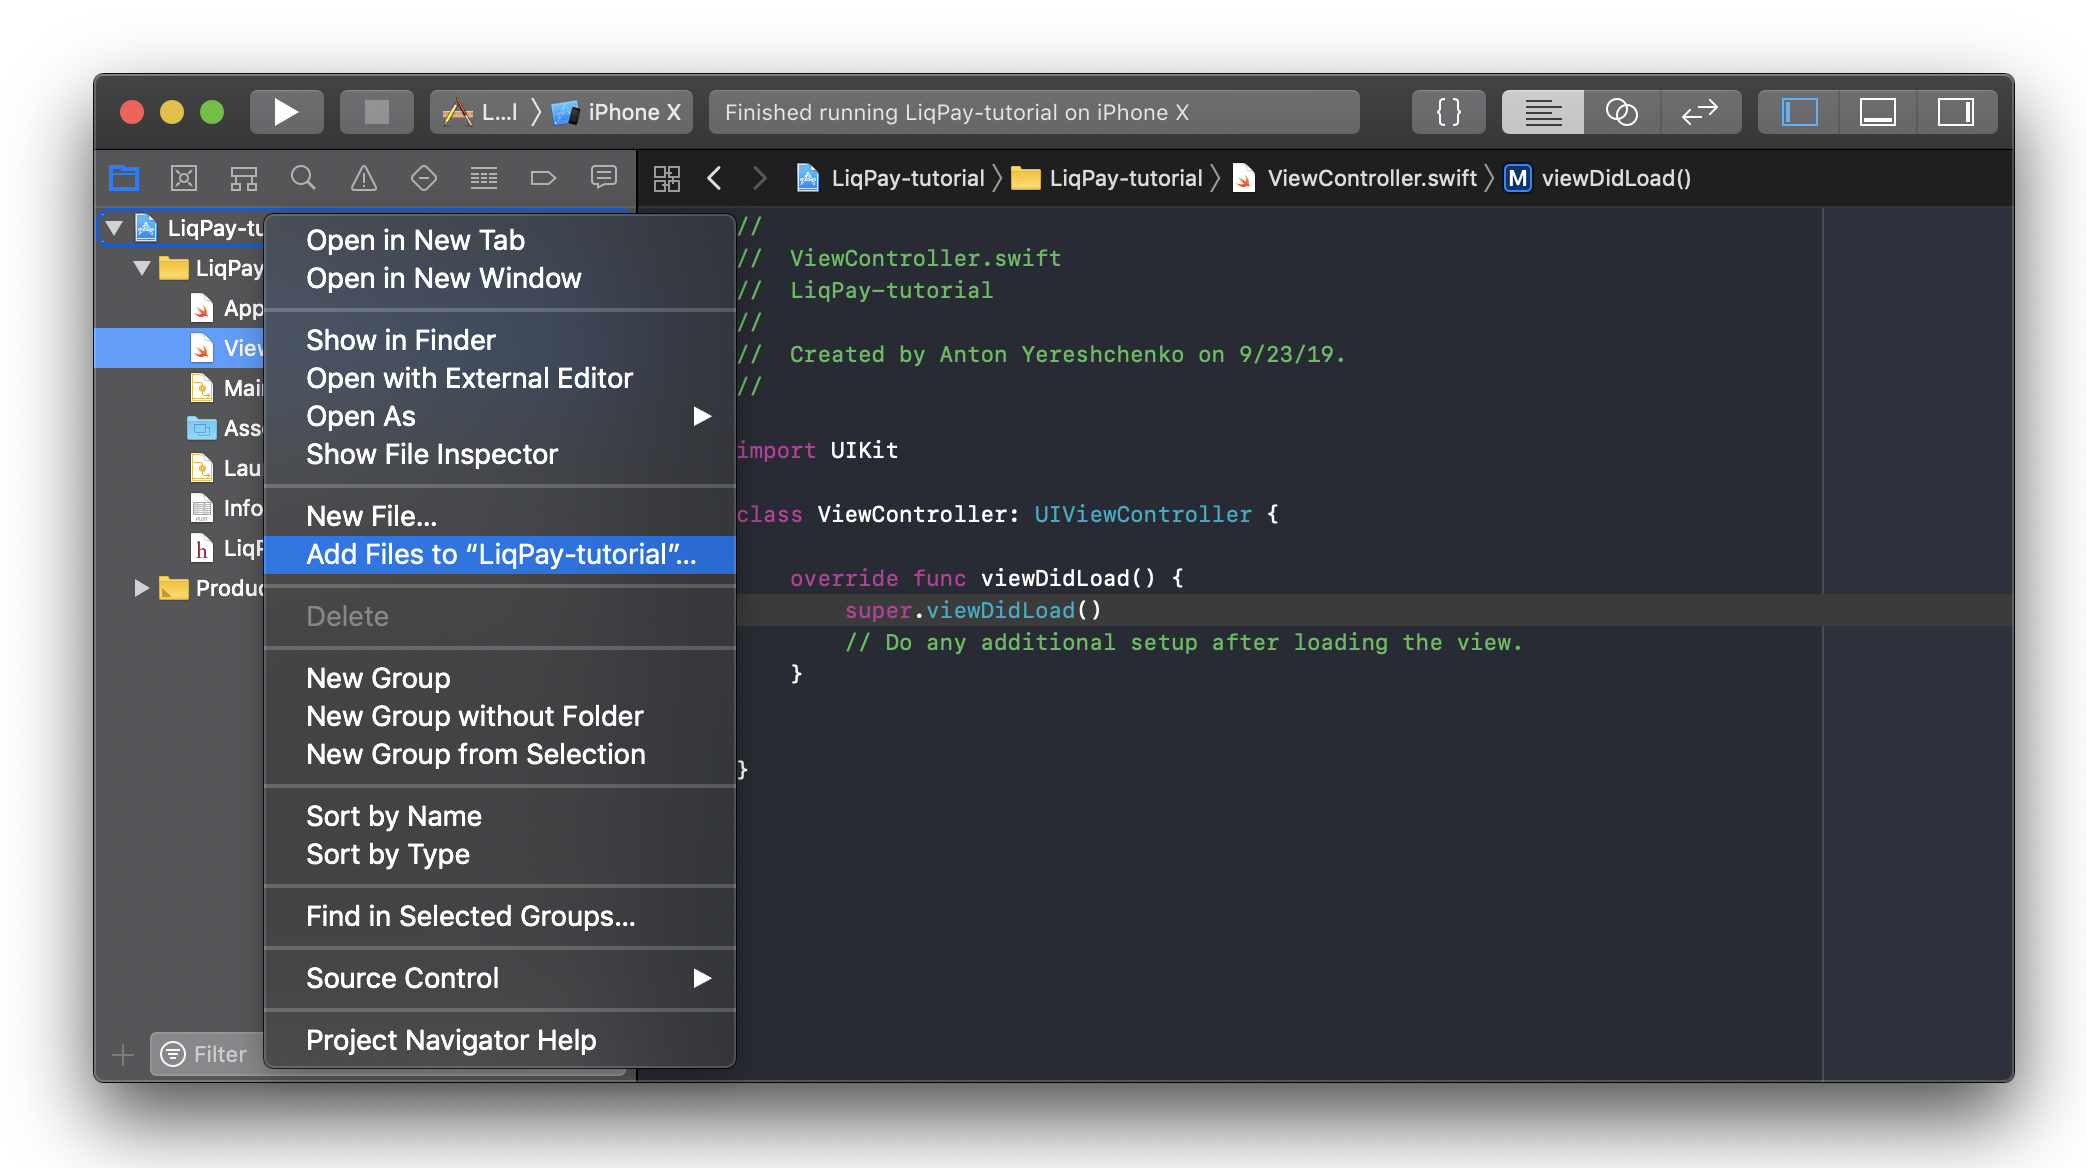 L...l 〉 iPhone X
Finished running LiqPay-tutorial on iPhone X
{ }
LiqPay-tutorial 〉 LiqPay-tutorial 〉 ViewController.swift 〉 M viewDidLoad()
LiqPay-tu
LiqPay
App
View
Main
Asse
Lau
Info
h LiqP
Produc
Filter
Open in New Tab
Open in New Window
Show in Finder
Open with External Editor
Open As
Show File Inspector
New File...
Add Files to “LiqPay-tutorial”...
Delete
New Group
New Group without Folder
New Group from Selection
Sort by Name
Sort by Type
Find in Selected Groups...
Source Control
Project Navigator Help
//
// ViewController.swift
// LiqPay-tutorial
//
// Created by Anton Yereshchenko on 9/23/19.
//
import UIKit
class ViewController: UIViewController {
override func viewDidLoad() {
super.viewDidLoad()
// Do any additional setup after loading the view.
}
}